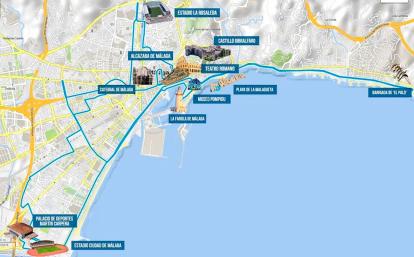 ESTADIO LA ROSALEDA
CASTILLO GIBRALFARO
ALCAZABA DE MÁLAGA
TEATRO ROMANO
CATEDRAL DE MÁLAGA
PLAYA DE LA MALAGUETA
BARRIADA DE "EL PALO"
MUSEO POMPIDU
LA FAROLA DE MÁLAGA
PALACIO DE DEPORTES
MARTÍN CARPENA
ESTADIO CIUDAD DE MÁLAGA